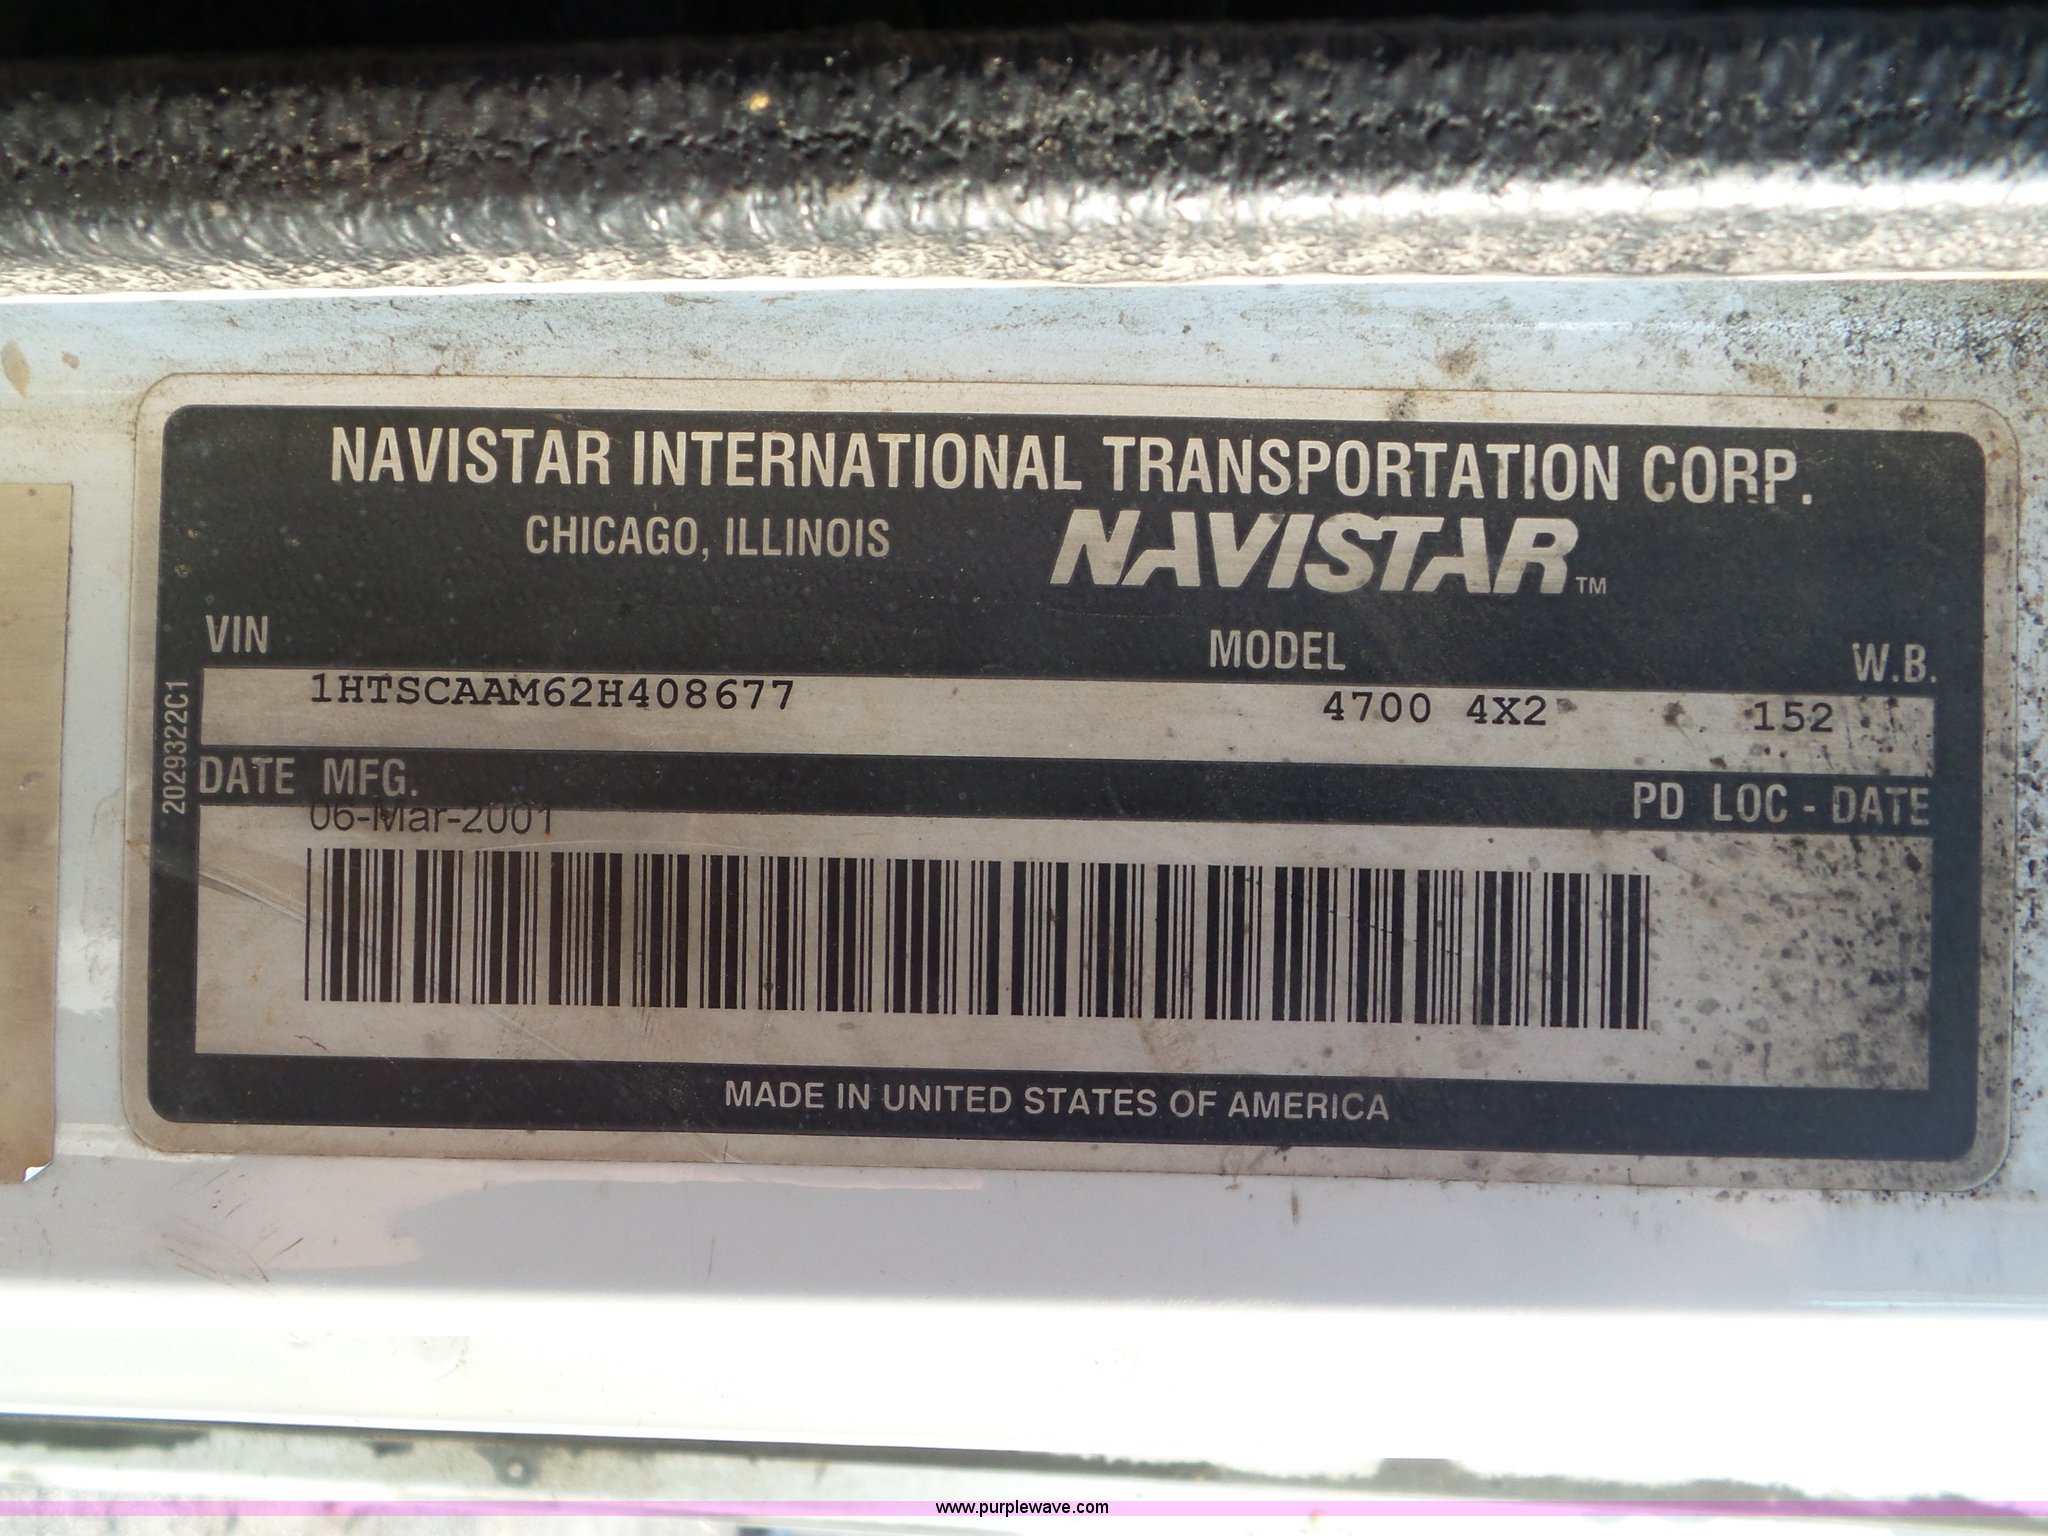 NAVISTAR INTERNATIONAL TRANSPORTATION CORP.
CHICAGO, ILLINOIS NAVISTAR™
VIN MODEL W.B.
1HTSCAAM62H408677 4700 4X2 152
DATE MFG. PD LOC - DATE
06-Mar-2001
2029322C1
MADE IN UNITED STATES OF AMERICA
www.purplewave.com